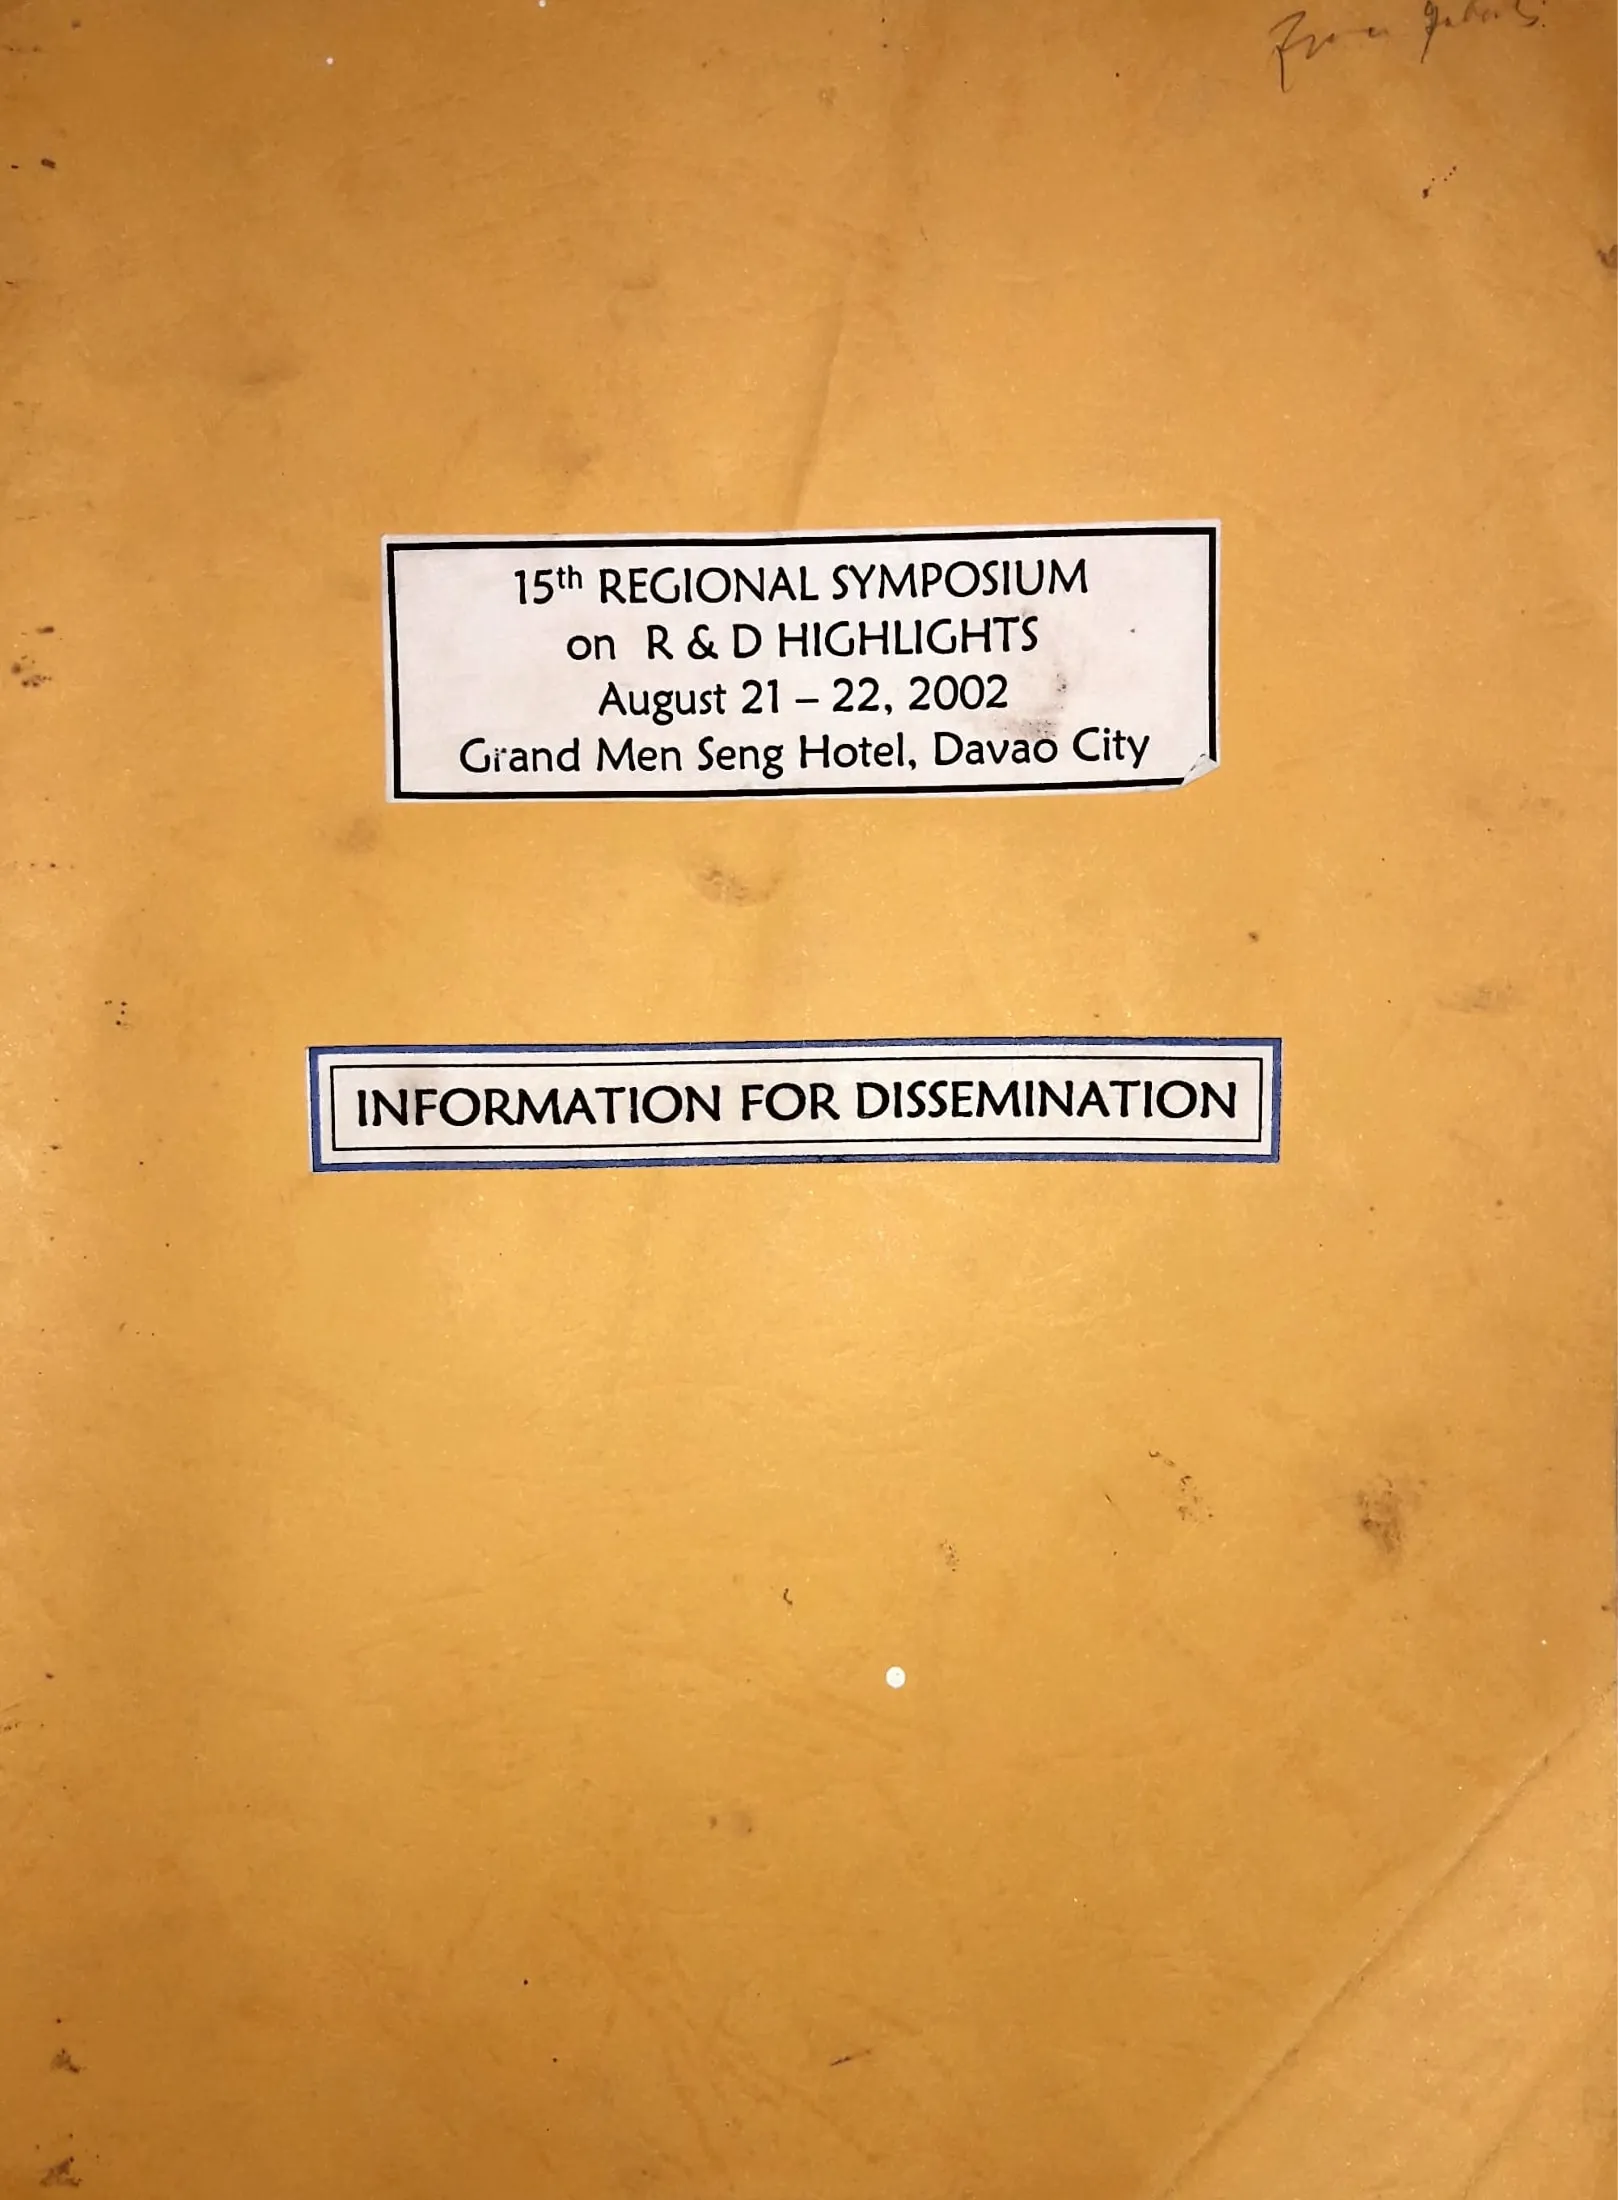 15th REGIONAL SYMPOSIUM
on R & D HIGHLIGHTS
August 21 – 22, 2002
Grand Men Seng Hotel, Davao City
INFORMATION FOR DISSEMINATION